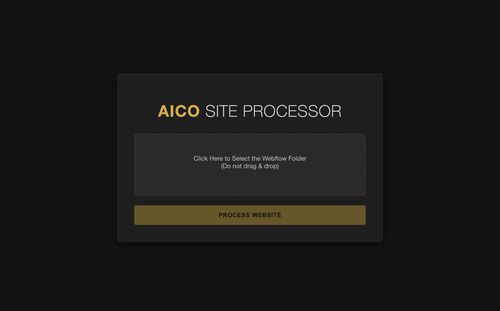 AICO SITE PROCESSOR
Click Here to Select the Webflow Folder
(Do not drag & drop)
PROCESS WEBSITE